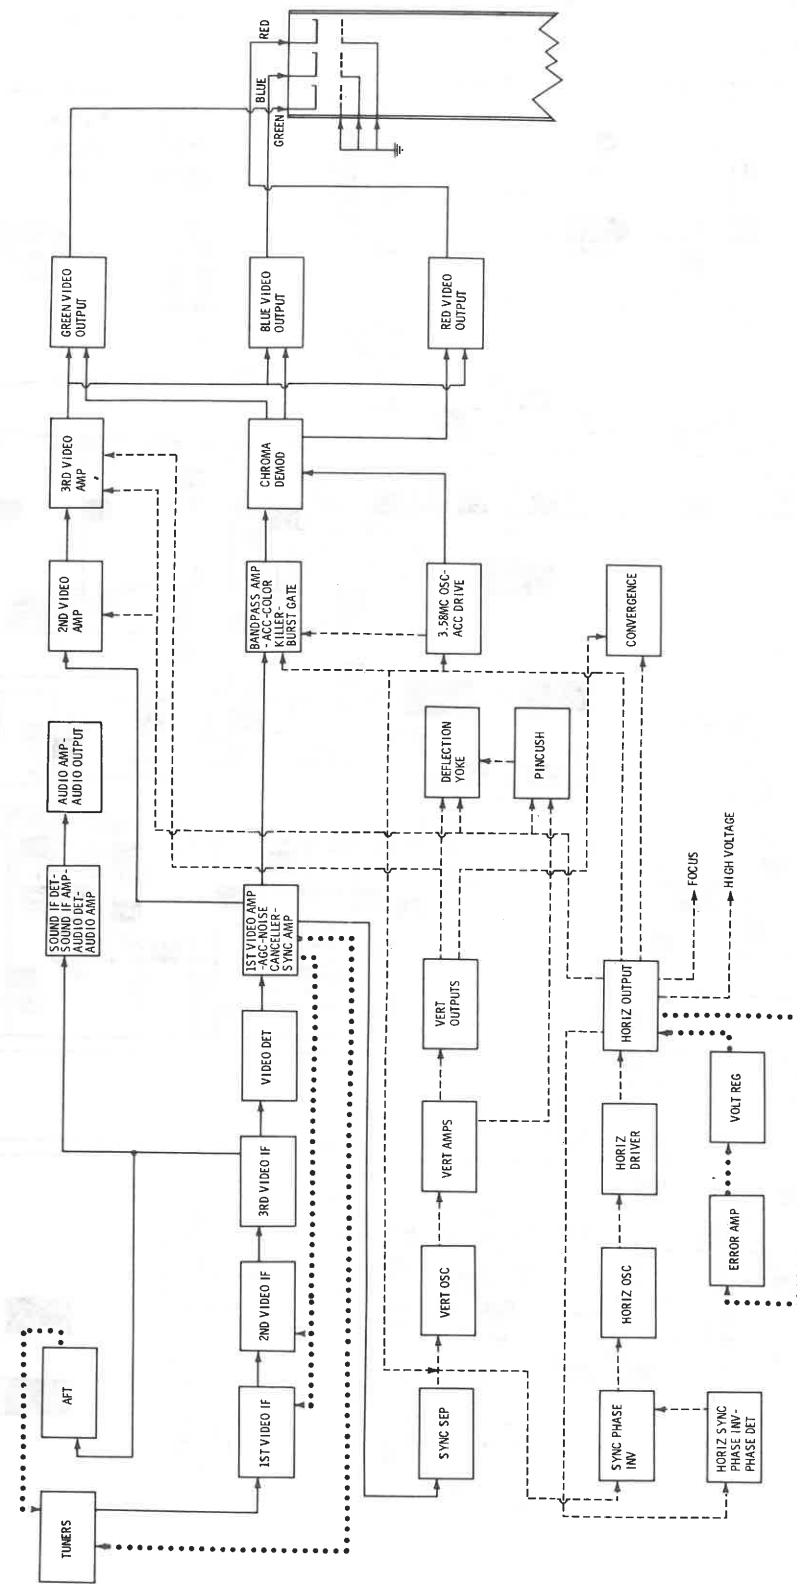 TUNERS
AFT
1ST VIDEO IF
2ND VIDEO IF
3RD VIDEO IF
VIDEO DET
1ST VIDEO AMP
-AGC-NOISE
CANCELLER-
SYNC AMP
SOUND IF DET-
SOUND IF AMP-
AUDIO DET-
AUDIO AMP
AUDIO AMP-
AUDIO OUTPUT
2ND VIDEO
AMP
3RD VIDEO
AMP
GREEN VIDEO
OUTPUT
BANDPASS AMP
-ACC-COLOR
KILLER-
BURST GATE
CHROMA
DEMOD
BLUE VIDEO
OUTPUT
3.58MC OSC-
ACC DRIVE
RED VIDEO
OUTPUT
GREEN
BLUE
RED
SYNC SEP
VERT OSC
VERT AMPS
VERT
OUTPUTS
DEFLECTION
YOKE
PINCUSH
CONVERGENCE
SYNC PHASE
INV
HORIZ OSC
HORIZ
DRIVER
HORIZ OUTPUT
FOCUS
HIGH VOLTAGE
HORIZ SYNC
PHASE INV-
PHASE DET
ERROR AMP
VOLT REG